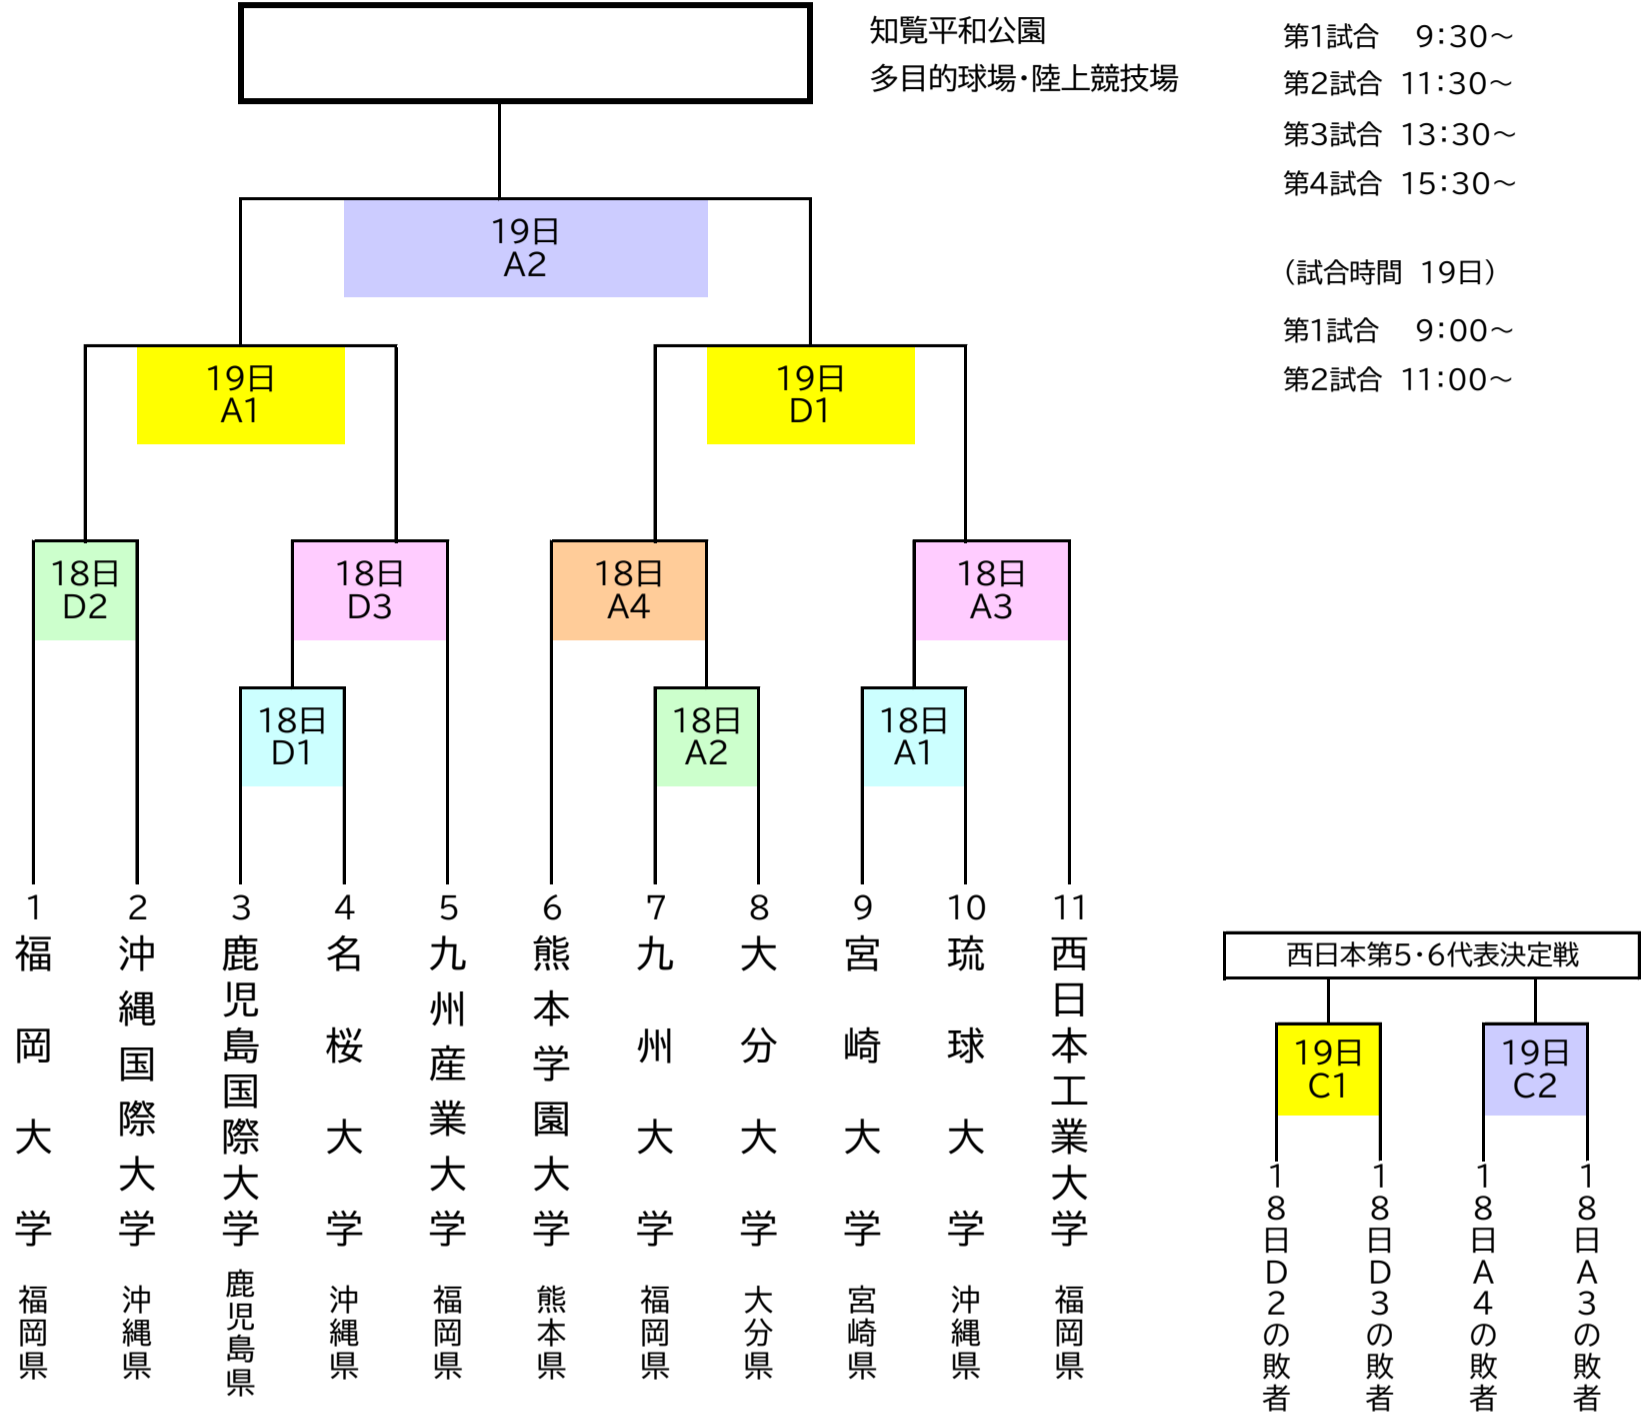 知覧平和公園
多目的球場・陸上競技場
第1試合 9:30～
第2試合 11:30～
第3試合 13:30～
第4試合 15:30～
（試合時間 19日）
第1試合 9:00～
第2試合 11:00～
19日
A2
19日
A1
19日
D1
18日
D2
18日
D3
18日
A4
18日
A3
18日
D1
18日
A2
18日
A1
1
福岡大学
福岡県
2
沖縄国際大学
沖縄県
3
鹿児島国際大学
鹿児島県
4
名桜大学
沖縄県
5
九州産業大学
福岡県
6
熊本学園大学
熊本県
7
九州大学
福岡県
8
大分大学
大分県
9
宮崎大学
宮崎県
10
琉球大学
沖縄県
11
西日本工業大学
福岡県
西日本第5・6代表決定戦
19日
C1
19日
C2
18日D2の敗者
18日D3の敗者
18日A4の敗者
18日A3の敗者